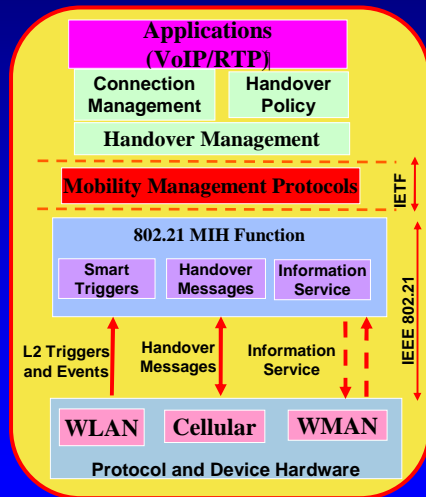 Applications
(VoIP/RTP)
Connection
Management
Handover
Policy
Handover Management
Mobility Management Protocols
IETF
802.21 MIH Function
Smart
Triggers
Handover
Messages
Information
Service
IEEE 802.21
L2 Triggers
and Events
Handover
Messages
Information
Service
WLAN
Cellular
WMAN
Protocol and Device Hardware